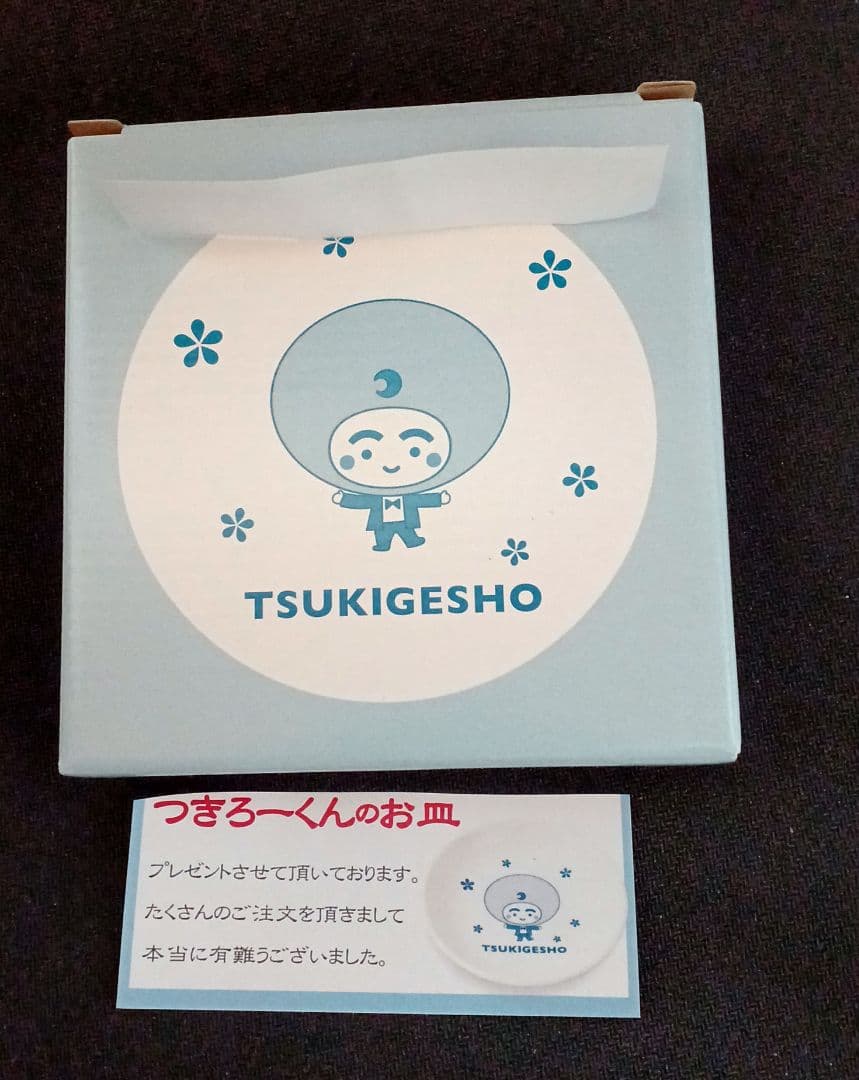 TSUKIGESHO
つきろーくんのお皿
プレゼントさせて頂いております。
たくさんのご注文を頂きまして
本当に有難うございました。
TSUKIGESHO